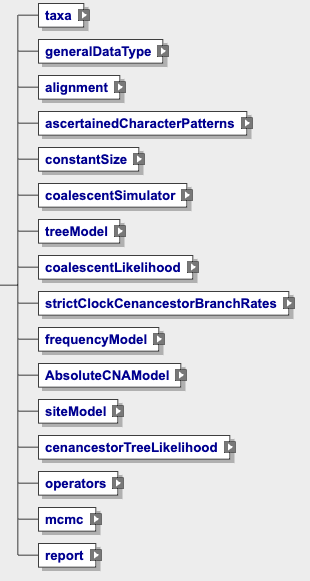 taxa
generalDataType
alignment
ascertainedCharacterPatterns
constantSize
coalescentSimulator
treeModel
coalescentLikelihood
strictClockCenancestorBranchRates
frequencyModel
AbsoluteCNAModel
siteModel
cenancestorTreeLikelihood
operators
mcmc
report